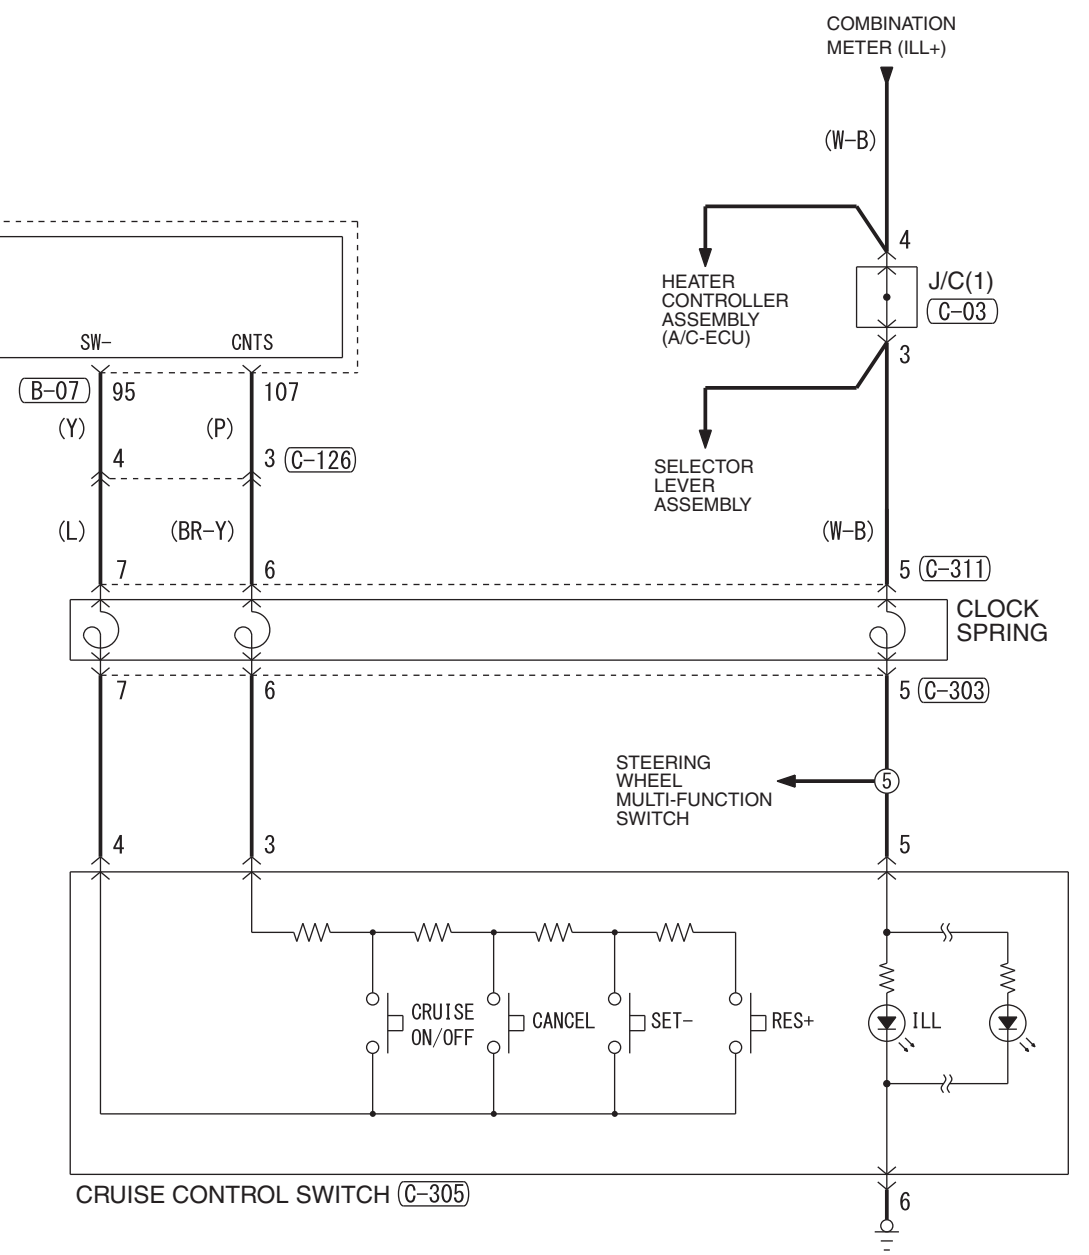 COMBINATION
METER (ILL+)
(W-B)
4
HEATER
CONTROLLER
ASSEMBLY
(A/C-ECU)
J/C(1)
C-03
3
SW-
CNTS
B-07
95
107
(Y)
(P)
4
3
C-126
SELECTOR
LEVER
ASSEMBLY
(L)
(BR-Y)
(W-B)
7
6
5
C-311
CLOCK
SPRING
7
6
5
C-303
STEERING
WHEEL
MULTI-FUNCTION
SWITCH
5
4
3
5
CRUISE
ON/OFF
CANCEL
SET-
RES+
ILL
CRUISE CONTROL SWITCH
C-305
6